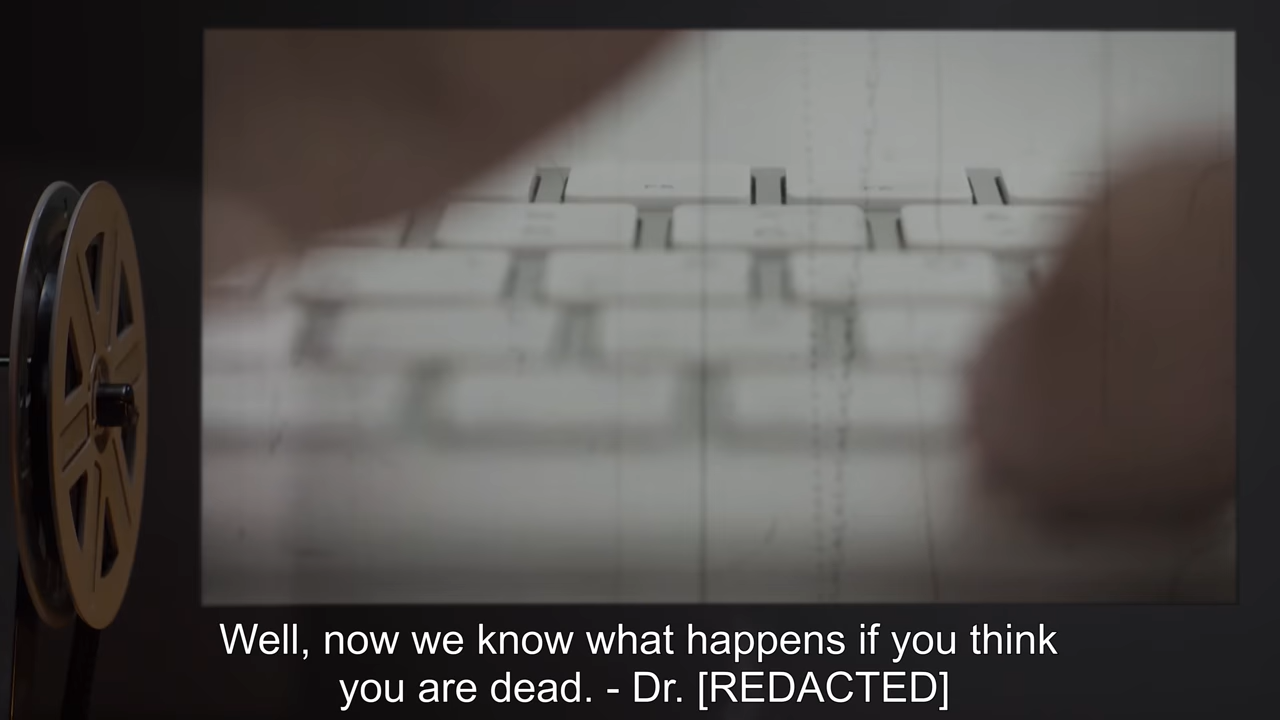 Well, now we know what happens if you think
you are dead. - Dr. [REDACTED]